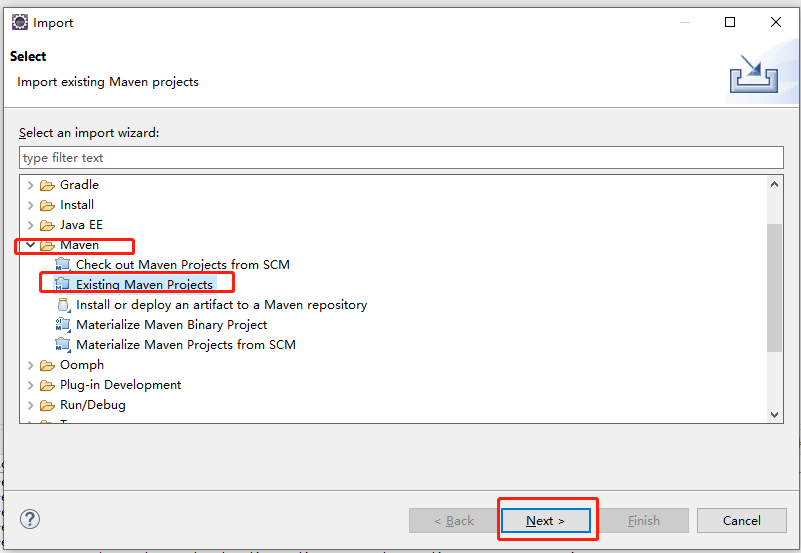 Import
Select
Import existing Maven projects
Select an import wizard:
type filter text
Gradle
Install
Java EE
Maven
Check out Maven Projects from SCM
Existing Maven Projects
Install or deploy an artifact to a Maven repository
Materialize Maven Binary Project
Materialize Maven Projects from SCM
Oomph
Plug-in Development
Run/Debug
< Back
Next >
Finish
Cancel